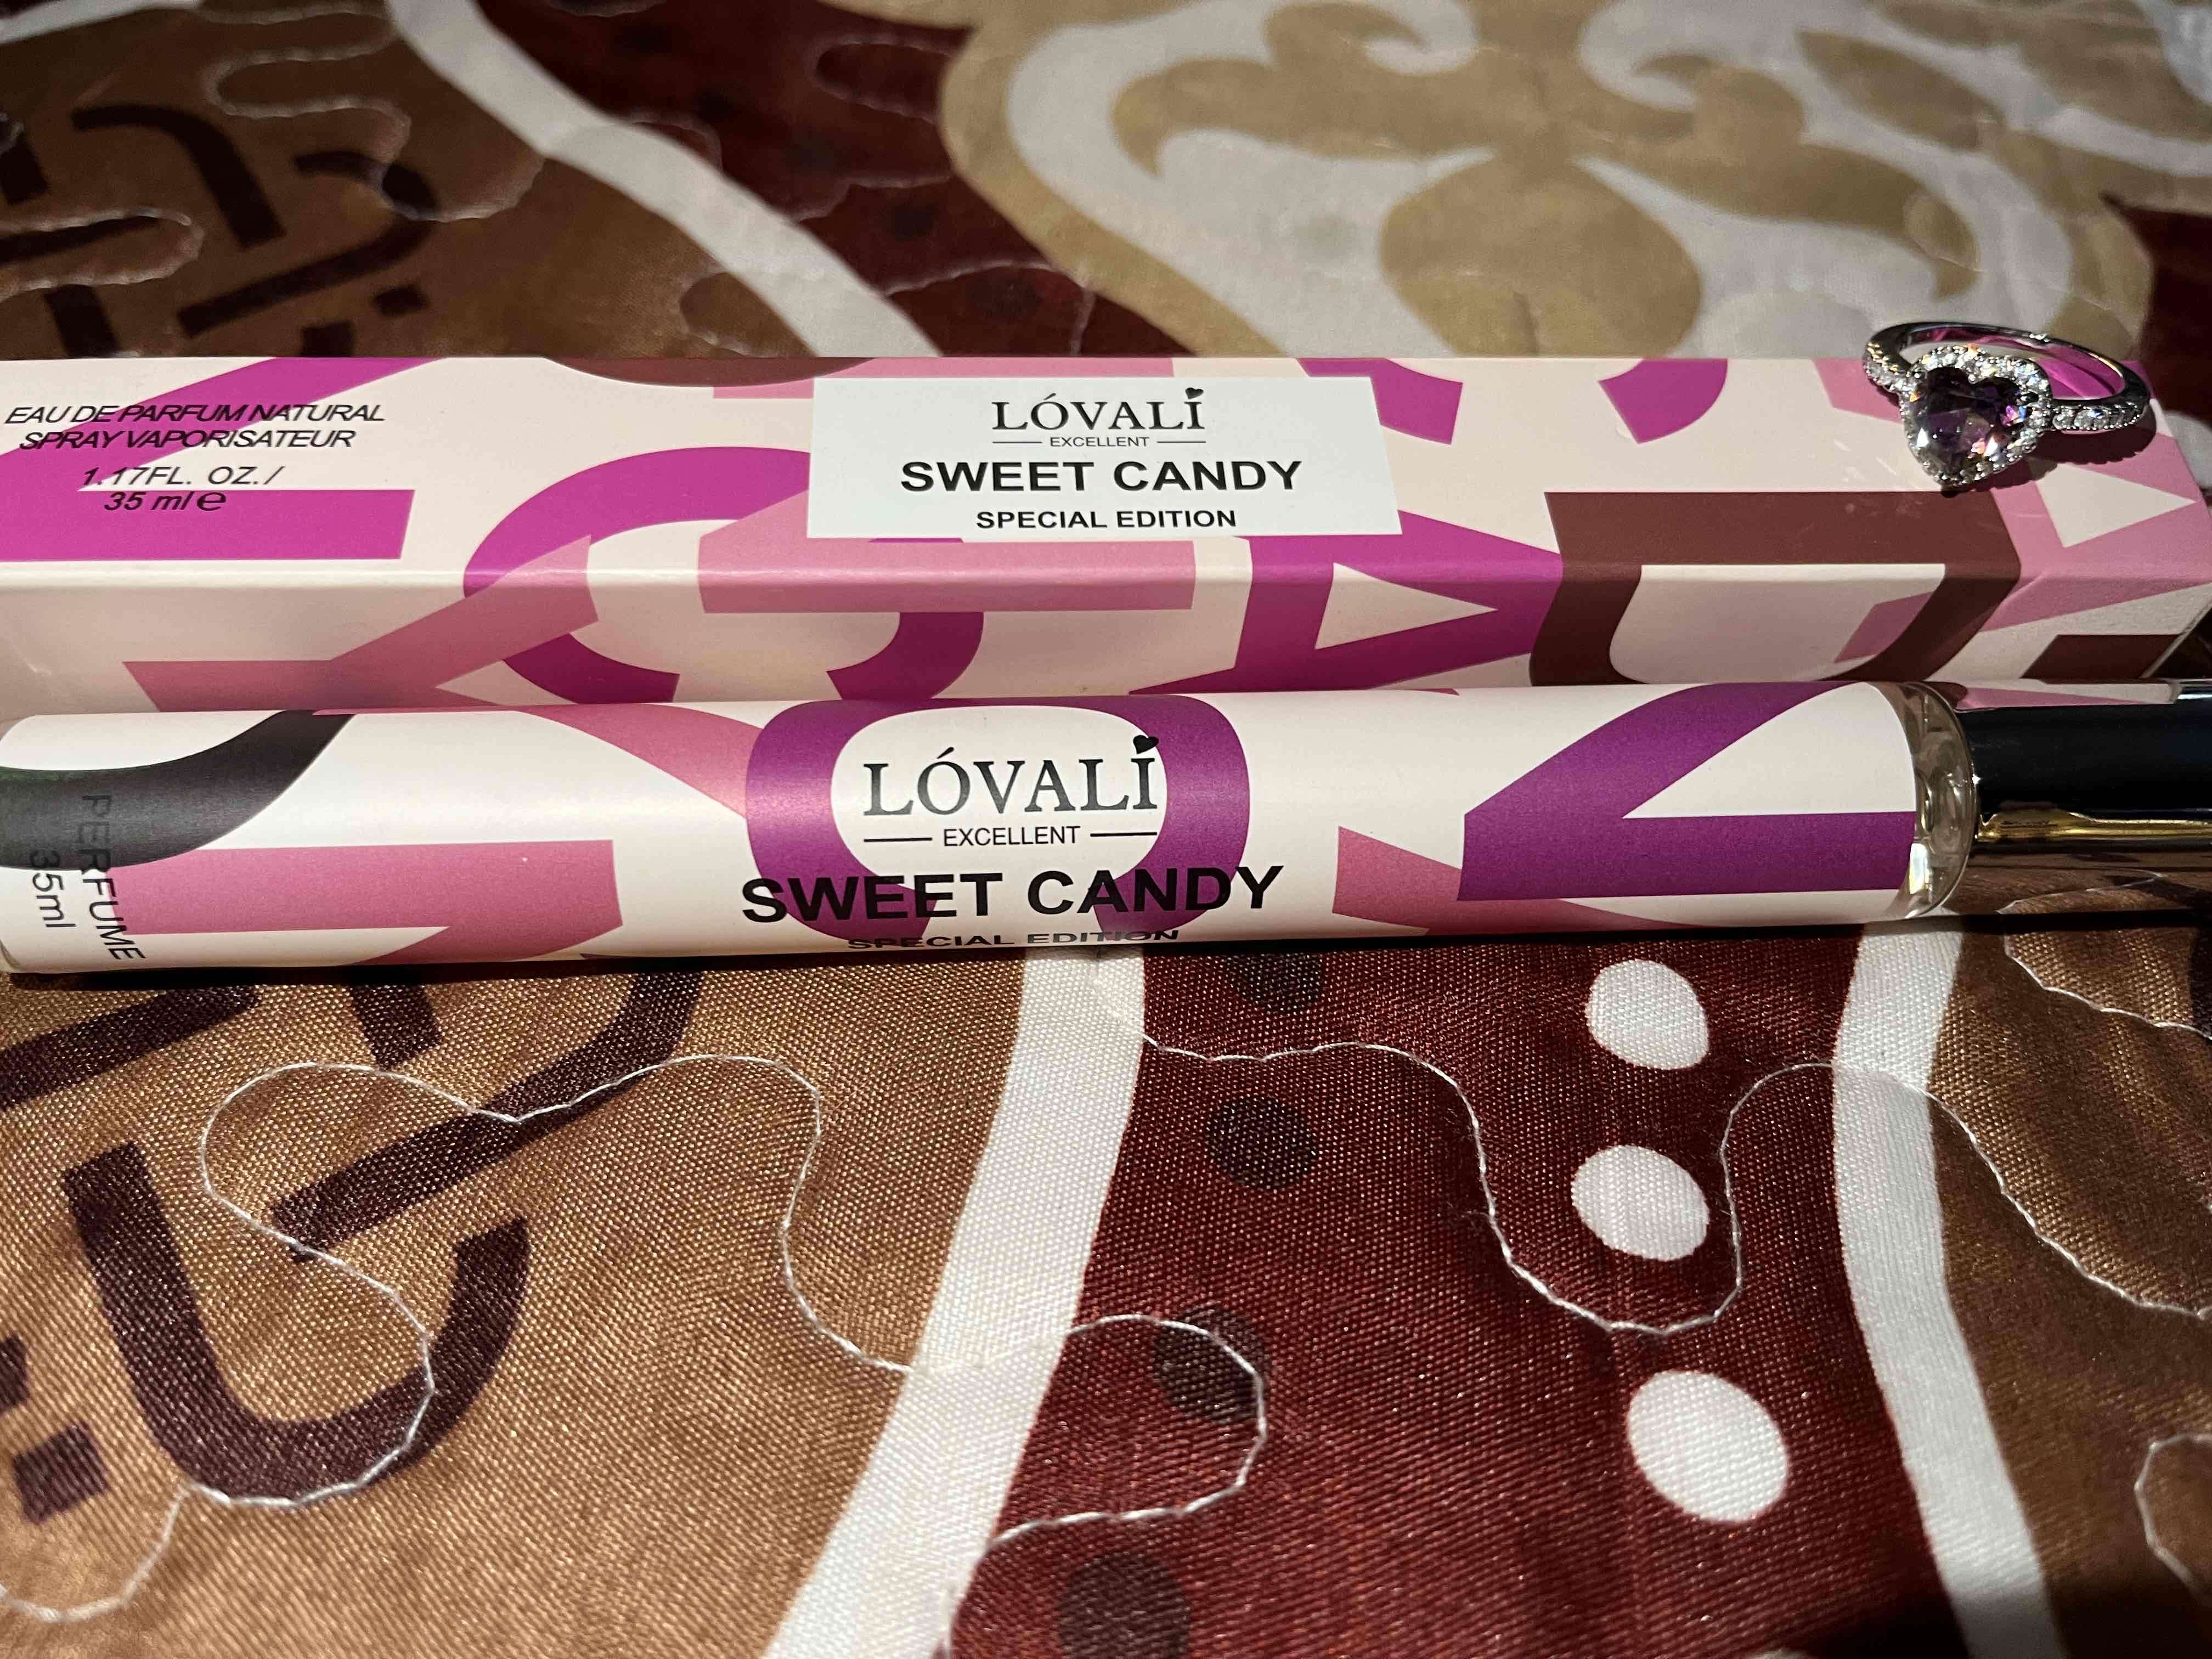 EAU DE PARFUM NATURAL
SPRAY VAPORISATEUR
1.17FL. OZ./
35 ml ℮
LÓVALI
EXCELLENT
SWEET CANDY
SPECIAL EDITION
LÓVALI
EXCELLENT
SWEET CANDY
SPECIAL EDITION
PERFUME
35ml